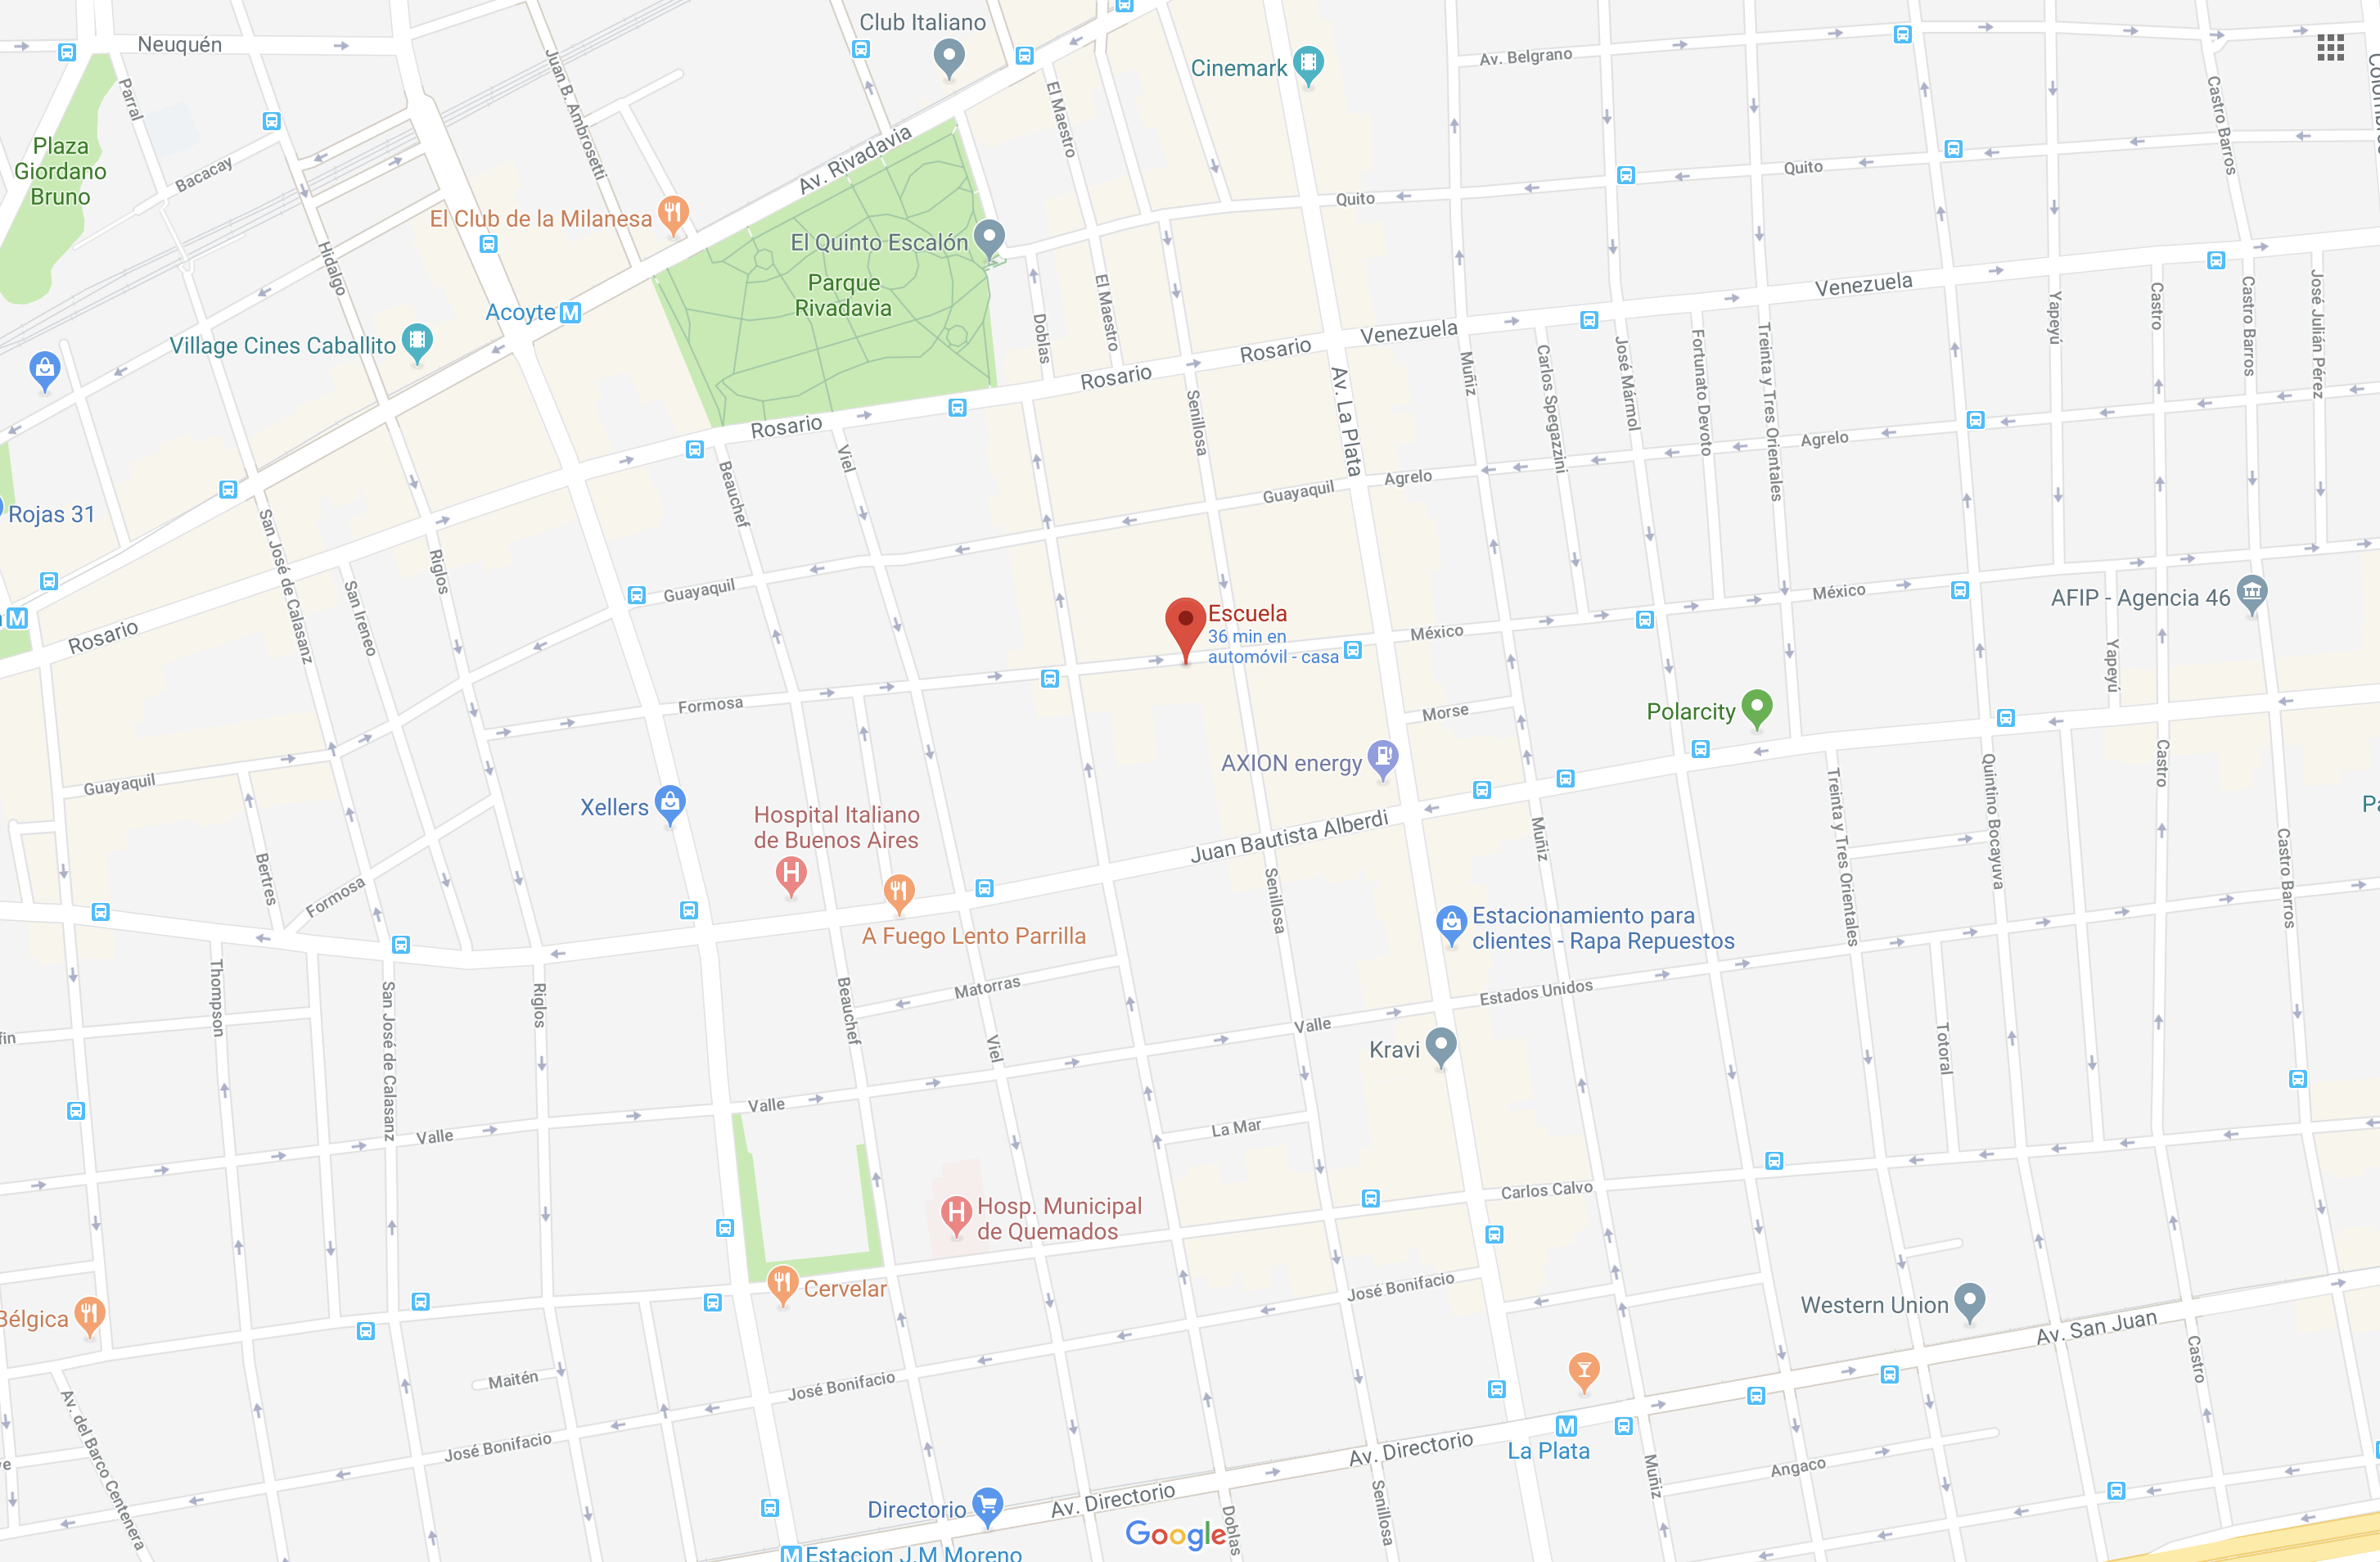 Club Italiano
Neuquén
Cinemark
Av. Belgrano
Juan B. Ambrosetti
Parral
El Maestro
Castro Barros
Plaza
Giordano
Bruno
Av. Rivadavia
Bacacay
Quito
Quito
El Club de la Milanesa
El Quinto Escalón
Parque
Rivadavia
Hidalgo
El Maestro
Venezuela
Acoyte M
Village Cines Caballito
Doblas
Rosario
Venezuela
Rosario
Muñiz
Carlos Spegazzini
José Mármol
Fortunato Devoto
Treinta y Tres Orientales
Yapeyú
Castro
Castro Barros
José Julián Pérez
Av. La Plata
Senillosa
Rosario
Viel
Beauchef
Agrelo
Agrelo
Guayaquil
Rojas 31
San José de Calasanz
San Ireneo
Riglos
Guayaquil
México
AFIP - Agencia 46
Escuela
36 min en
automóvil - casa
México
M
Rosario
Yapeyú
Formosa
Morse
Polarcity
AXION energy
Guayaquil
Castro
Xellers
Hospital Italiano
de Buenos Aires
H
Juan Bautista Alberdi
Muñiz
Treinta y Tres Orientales
Quintino Bocayuva
Castro Barros
Bertres
Formosa
Senillosa
Estacionamiento para
clientes - Rapa Repuestos
A Fuego Lento Parrilla
Thompson
San José de Calasanz
Riglos
Beauchef
Matorras
Estados Unidos
Valle
Viel
Kravi
Totoral
Valle
Valle
La Mar
Carlos Calvo
H
Hosp. Municipal
de Quemados
Cervelar
José Bonifacio
Western Union
Bélgica
Av. San Juan
Castro
Maitén
José Bonifacio
Av. del Barco Centenera
José Bonifacio
M
La Plata
Av. Directorio
Angaco
Muñiz
Senillosa
Av. Directorio
Directorio
Doblas
Google
M Estacion J.M Moreno